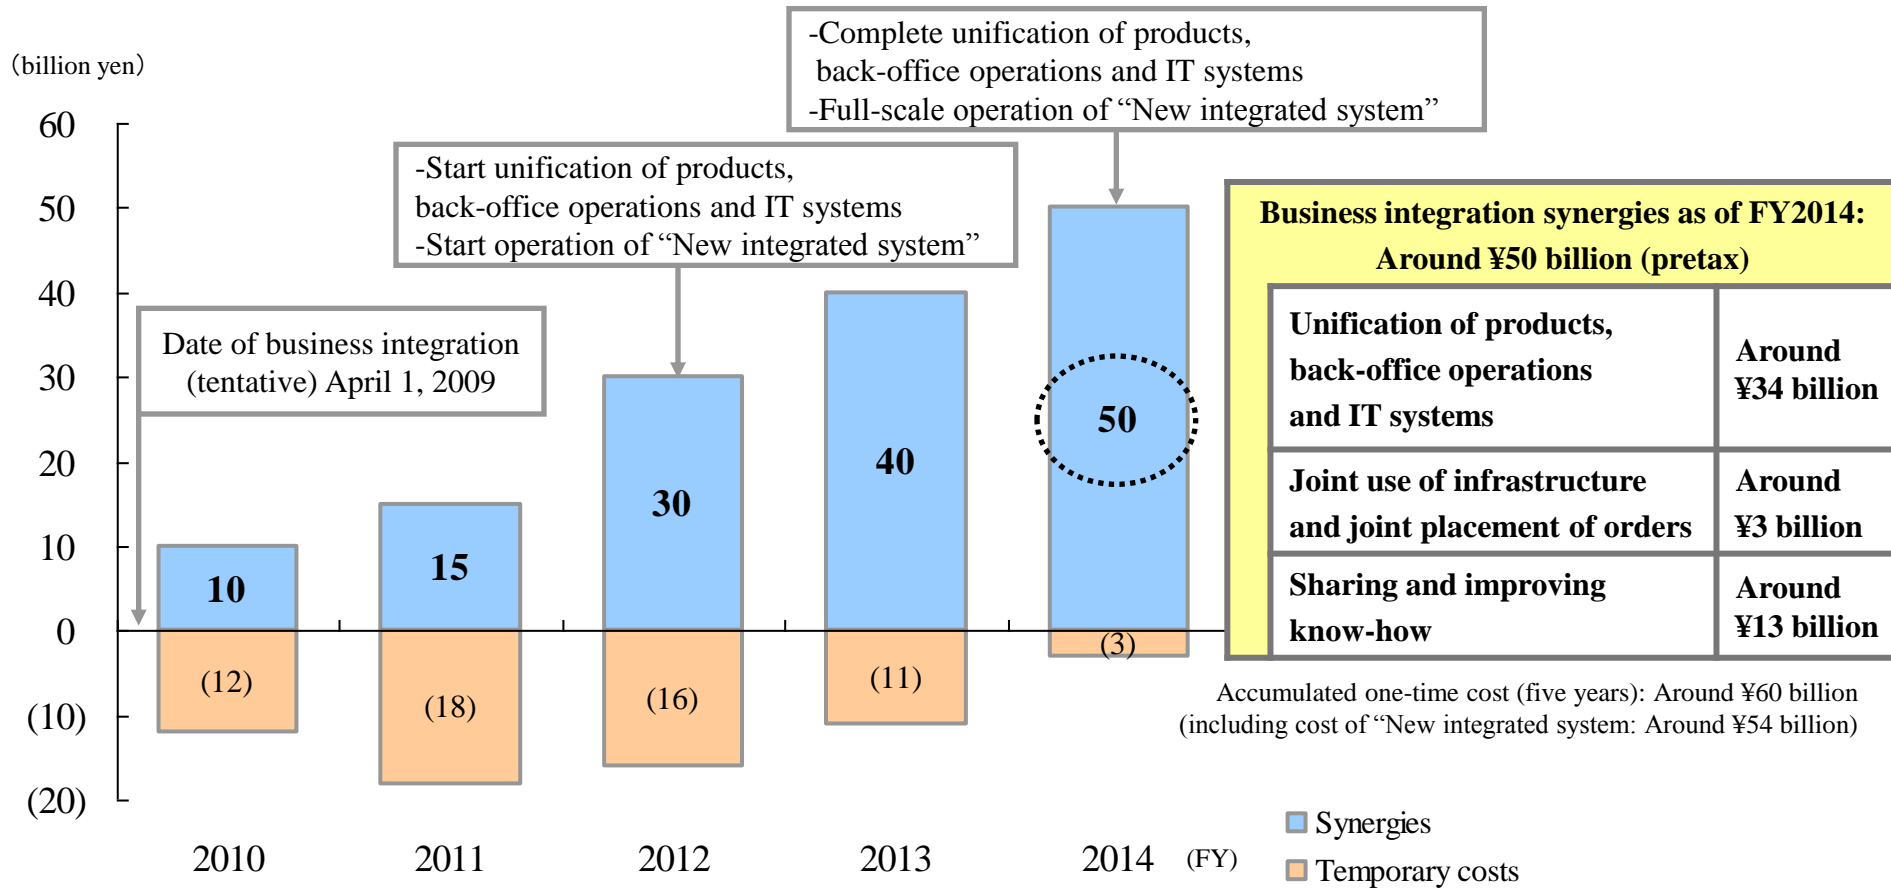 （billion yen）
-Complete unification of products,
back-office operations and IT systems
-Full-scale operation of “New integrated system”
-Start unification of products,
back-office operations and IT systems
-Start operation of “New integrated system”
Date of business integration
(tentative) April 1, 2009
60
50
40
30
20
10
0
(10)
(20)
10
15
30
40
50
(12)
(18)
(16)
(11)
(3)
2010
2011
2012
2013
2014
(FY)
Business integration synergies as of FY2014:
Around ¥50 billion (pretax)
Unification of products,
back-office operations
and IT systems
Around
¥34 billion
Joint use of infrastructure
and joint placement of orders
Around
¥3 billion
Sharing and improving
know-how
Around
¥13 billion
Accumulated one-time cost (five years): Around ¥60 billion
(including cost of “New integrated system: Around ¥54 billion)
Synergies
Temporary costs